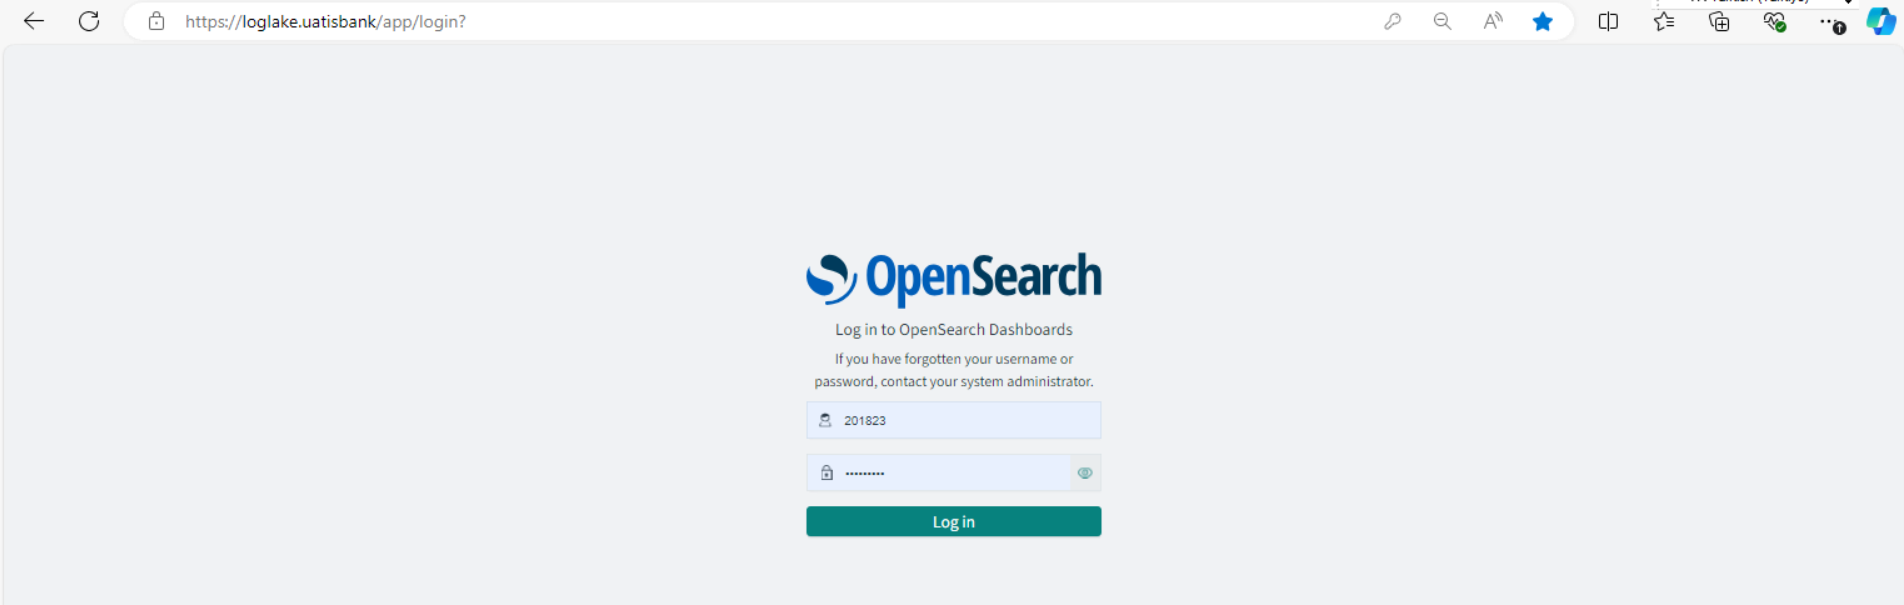 https://loglake.uatisbank/app/login?
OpenSearch
Log in to OpenSearch Dashboards
If you have forgotten your username or
password, contact your system administrator.
201823
•••••••••
Log in